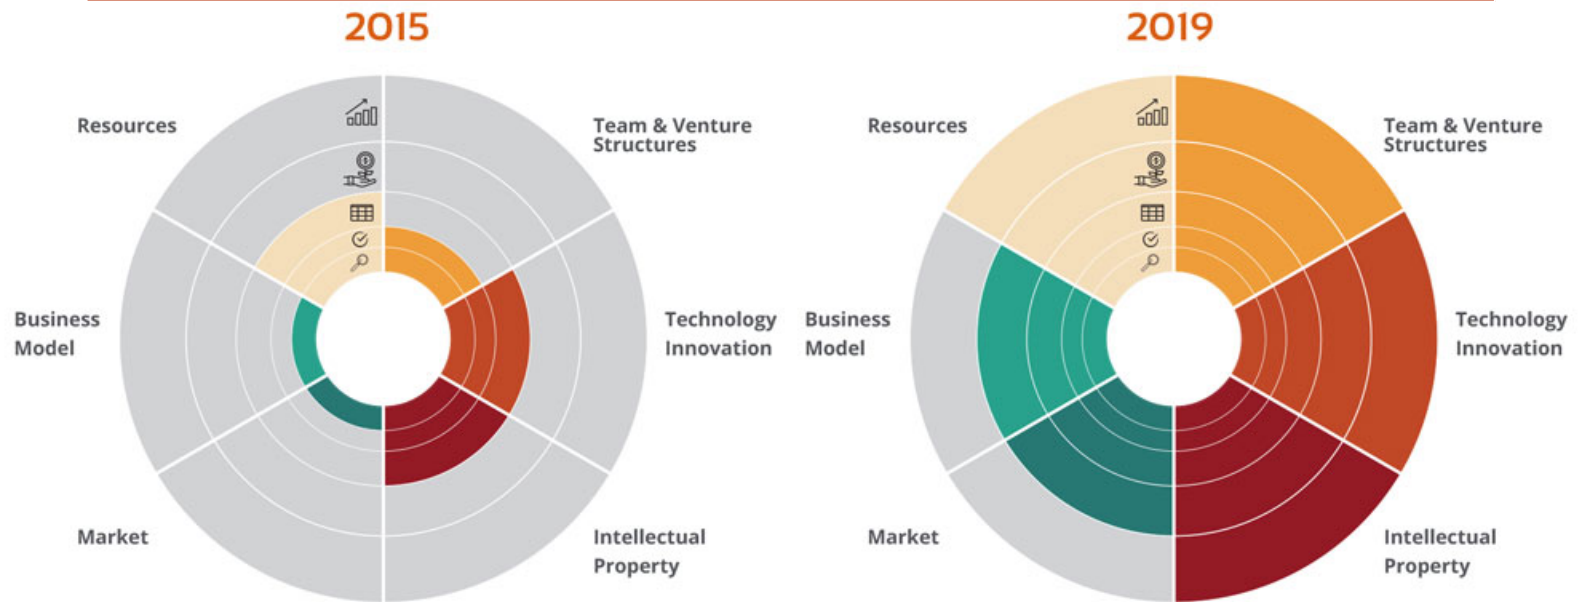 2015
Resources
Team & Venture
Structures
Business
Model
Technology
Innovation
Market
Intellectual
Property
2019
Resources
Team & Venture
Structures
Business
Model
Technology
Innovation
Market
Intellectual
Property